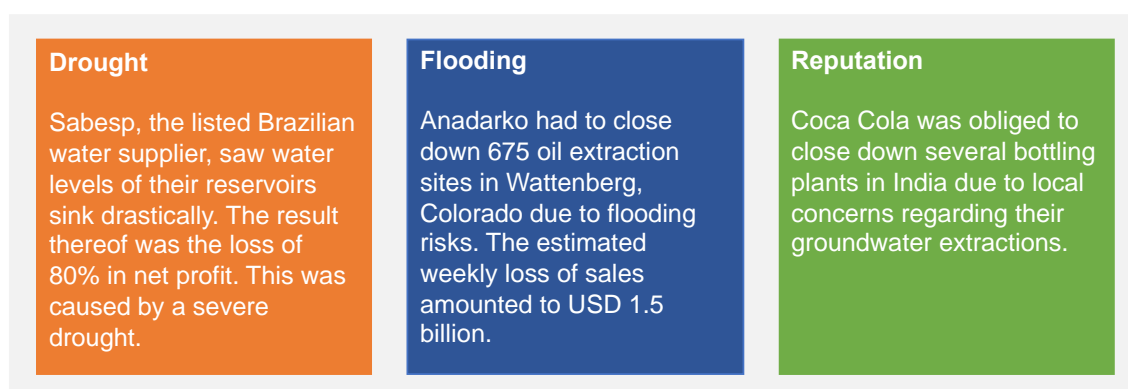 Drought
Sabesp, the listed Brazilian
water supplier, saw water
levels of their reservoirs
sink drastically. The result
thereof was the loss of
80% in net profit. This was
caused by a severe
drought.
Flooding
Anadarko had to close
down 675 oil extraction
sites in Wattenberg,
Colorado due to flooding
risks. The estimated
weekly loss of sales
amounted to USD 1.5
billion.
Reputation
Coca Cola was obliged to
close down several bottling
plants in India due to local
concerns regarding their
groundwater extractions.